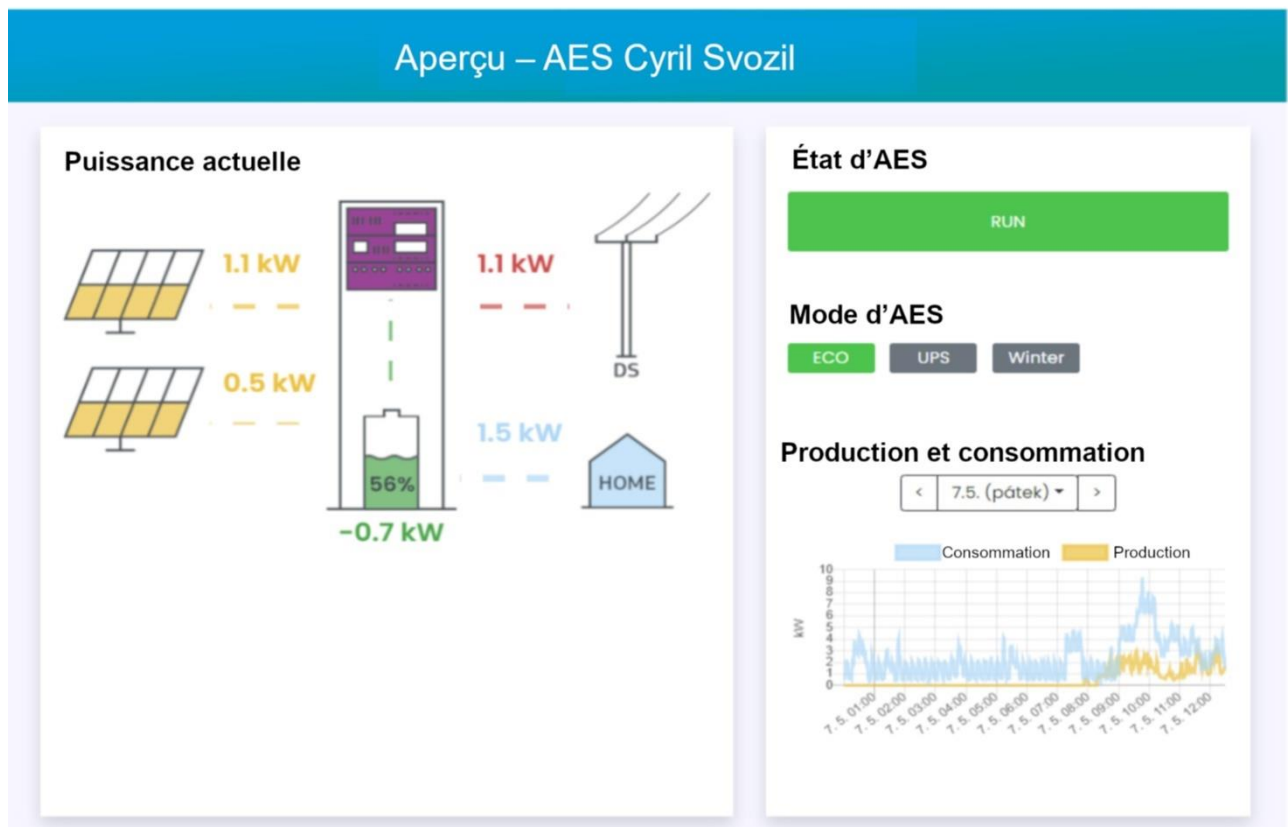 Aperçu – AES Cyril Svozil
Puissance actuelle
1.1 kW
1.1 kW
DS
0.5 kW
1.5 kW
56%
HOME
-0.7 kW
État d’AES
RUN
Mode d’AES
ECO UPS Winter
Production et consommation
< 7.5. (pátek) >
Consommation Production
10
9
8
7
6
5
4
3
2
1
0
kW
7. 5. 01:00
7. 5. 02:00
7. 5. 03:00
7. 5. 04:00
7. 5. 05:00
7. 5. 06:00
7. 5. 07:00
7. 5. 08:00
7. 5. 09:00
7. 5. 10:00
7. 5. 11:00
7. 5. 12:00